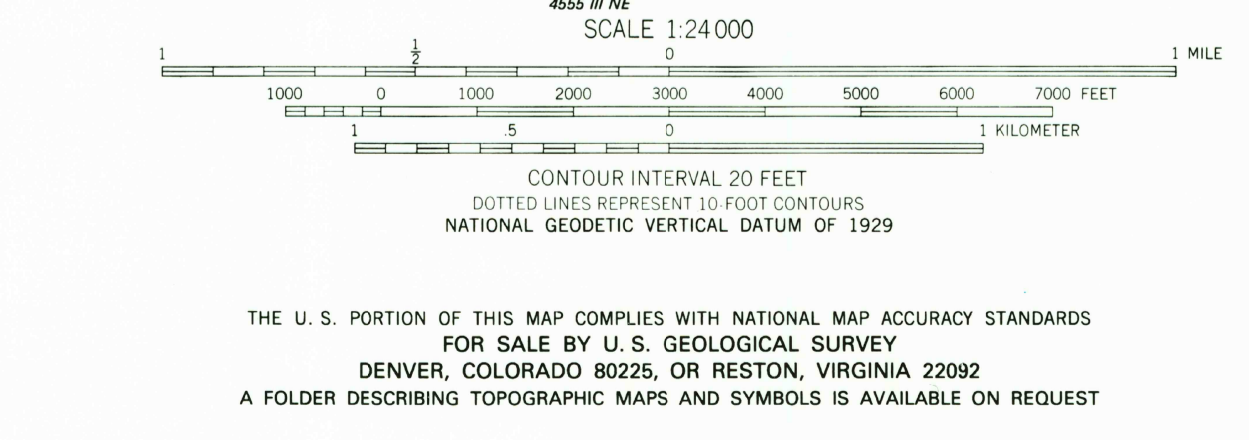 4555 III NE
SCALE 1:24 000
1 ½ 0 1 MILE
1000 0 1000 2000 3000 4000 5000 6000 7000 FEET
1 .5 0 1 KILOMETER
CONTOUR INTERVAL 20 FEET
DOTTED LINES REPRESENT 10-FOOT CONTOURS
NATIONAL GEODETIC VERTICAL DATUM OF 1929
THE U. S. PORTION OF THIS MAP COMPLIES WITH NATIONAL MAP ACCURACY STANDARDS
FOR SALE BY U. S. GEOLOGICAL SURVEY
DENVER, COLORADO 80225, OR RESTON, VIRGINIA 22092
A FOLDER DESCRIBING TOPOGRAPHIC MAPS AND SYMBOLS IS AVAILABLE ON REQUEST